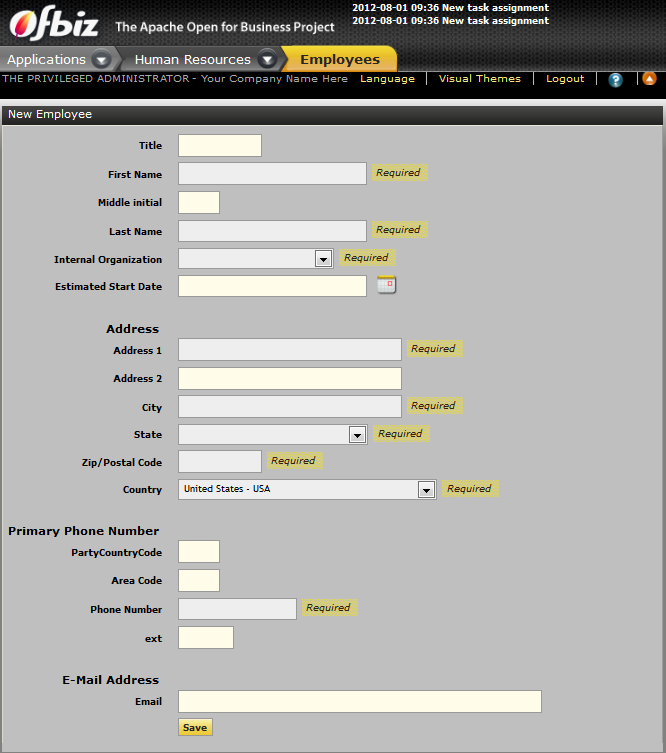 ofbiz The Apache Open for Business Project
2012-08-01 09:36 New task assignment
2012-08-01 09:36 New task assignment
Applications Human Resources Employees
THE PRIVILEGED ADMINISTRATOR - Your Company Name Here Language Visual Themes Logout ?
New Employee
Title
First Name Required
Middle initial
Last Name Required
Internal Organization Required
Estimated Start Date
Address
Address 1 Required
Address 2
City Required
State Required
Zip/Postal Code Required
Country United States - USA Required
Primary Phone Number
PartyCountryCode
Area Code
Phone Number Required
ext
E-Mail Address
Email
Save